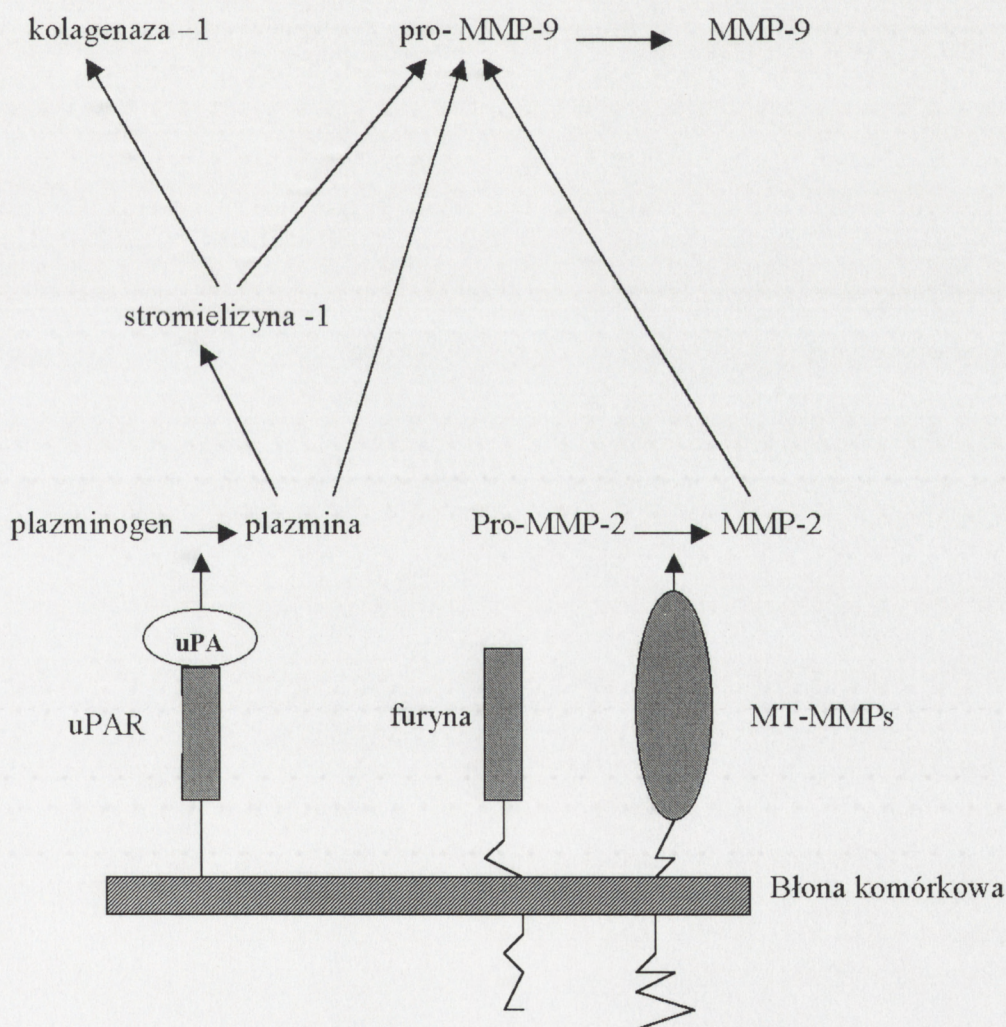 kolagenaza –1 pro- MMP-9 MMP-9
stromielizyna -1
plazminogen plazmina Pro-MMP-2 MMP-2
uPA
uPAR furyna MT-MMPs
Błona komórkowa